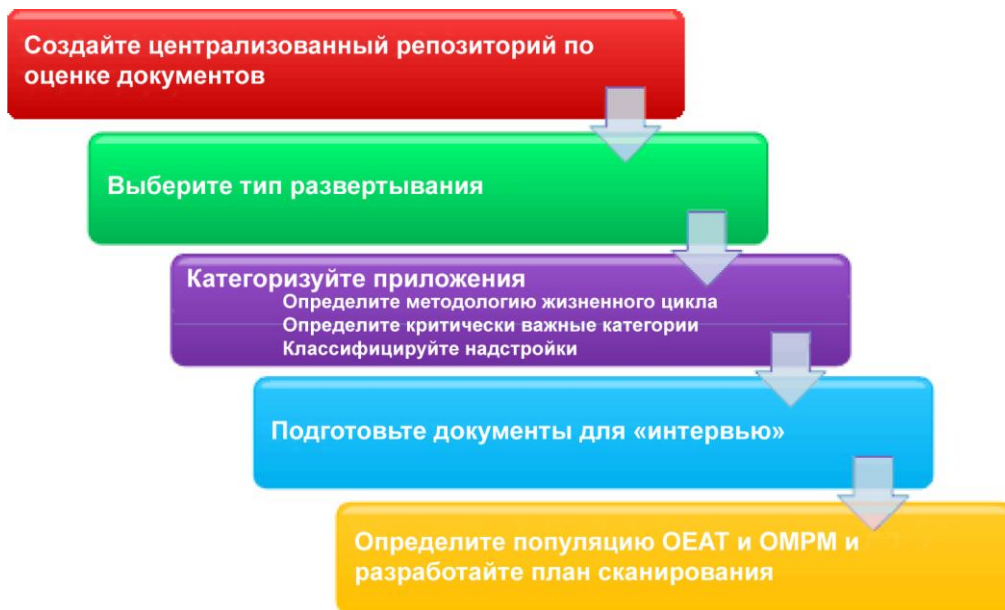 Создайте централизованный репозиторий по
оценке документов
Выберите тип развертывания
Категоризуйте приложения
Определите методологию жизненного цикла
Определите критически важные категории
Классифицируйте надстройки
Подготовьте документы для «интервью»
Определите популяцию OEAT и OMPM и
разработайте план сканирования